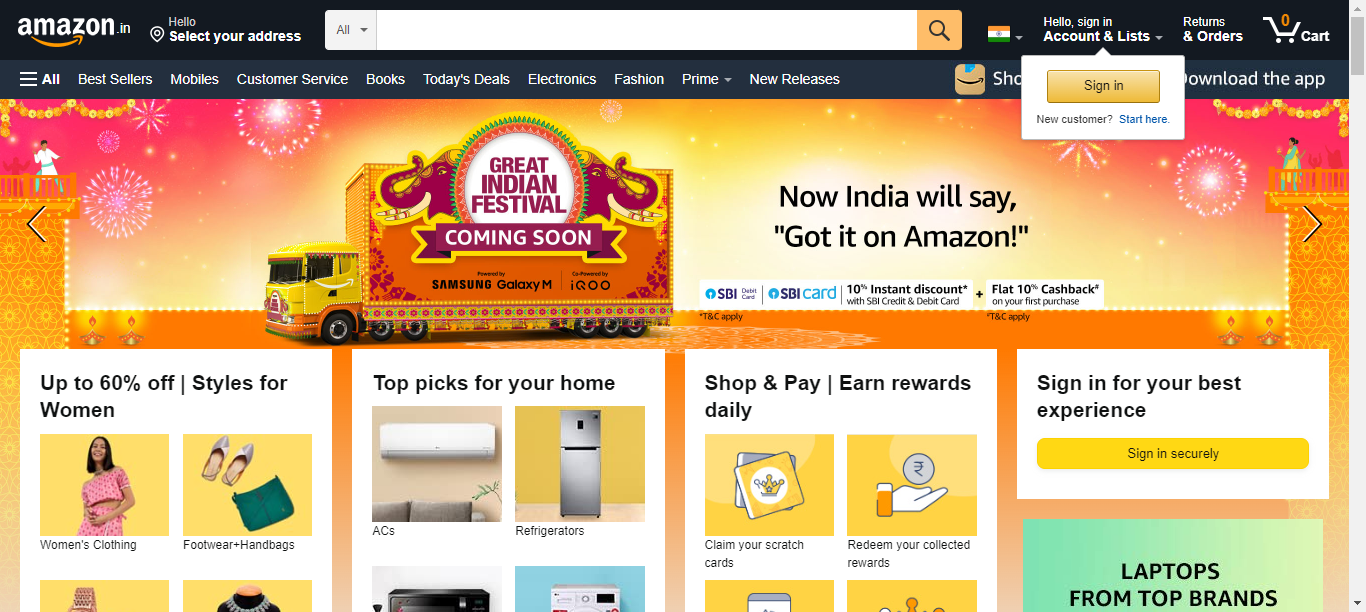 amazon.in
Hello
Select your address
All
Hello, sign in
Account & Lists
Returns
& Orders
0
Cart
All
Best Sellers
Mobiles
Customer Service
Books
Today's Deals
Electronics
Fashion
Prime
New Releases
Sho
Download the app
Sign in
New customer? Start here.
GREAT
INDIAN
FESTIVAL
COMING SOON
Powered by
SAMSUNG Galaxy M
Co-Powered by
iQOO
Now India will say,
"Got it on Amazon!"
SBI Debit Card
SBI card
10% Instant discount*
with SBI Credit & Debit Card
+
Flat 10% Cashback#
on your first purchase
*T&C apply
#T&C apply
Up to 60% off | Styles for
Women
Women's Clothing
Footwear+Handbags
Top picks for your home
ACs
Refrigerators
Shop & Pay | Earn rewards
daily
₹
Claim your scratch
cards
Redeem your collected
rewards
Sign in for your best
experience
Sign in securely
LAPTOPS
FROM TOP BRANDS